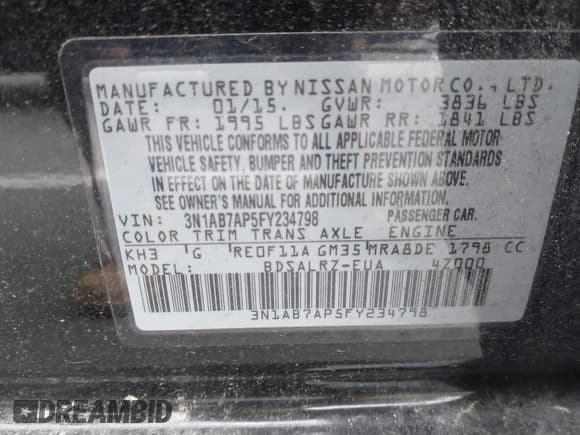 MANUFACTURED BY NISSAN MOTOR CO., LTD.
DATE: 01/15. GVWR: 3836 LBS
GAWR FR: 1995 LBS GAWR RR: 1841 LBS
THIS VEHICLE CONFORMS TO ALL APPLICABLE FEDERAL MOTOR
VEHICLE SAFETY, BUMPER AND THEFT PREVENTION STANDARDS
IN EFFECT ON THE DATE OF MANUFACTURE SHOWN ABOVE.
SEE OWNER'S MANUAL FOR ADDITIONAL INFORMATION.
VIN: 3N1AB7AP5FY234798 PASSENGER CAR.
COLOR TRIM TRANS AXLE ENGINE
KH3 G RE0F11A GM35 MRA8DE 1798 CC
MODEL: BDSALRZ-EUA 4Z000
3N1AB7AP5FY234798
DREAMBID